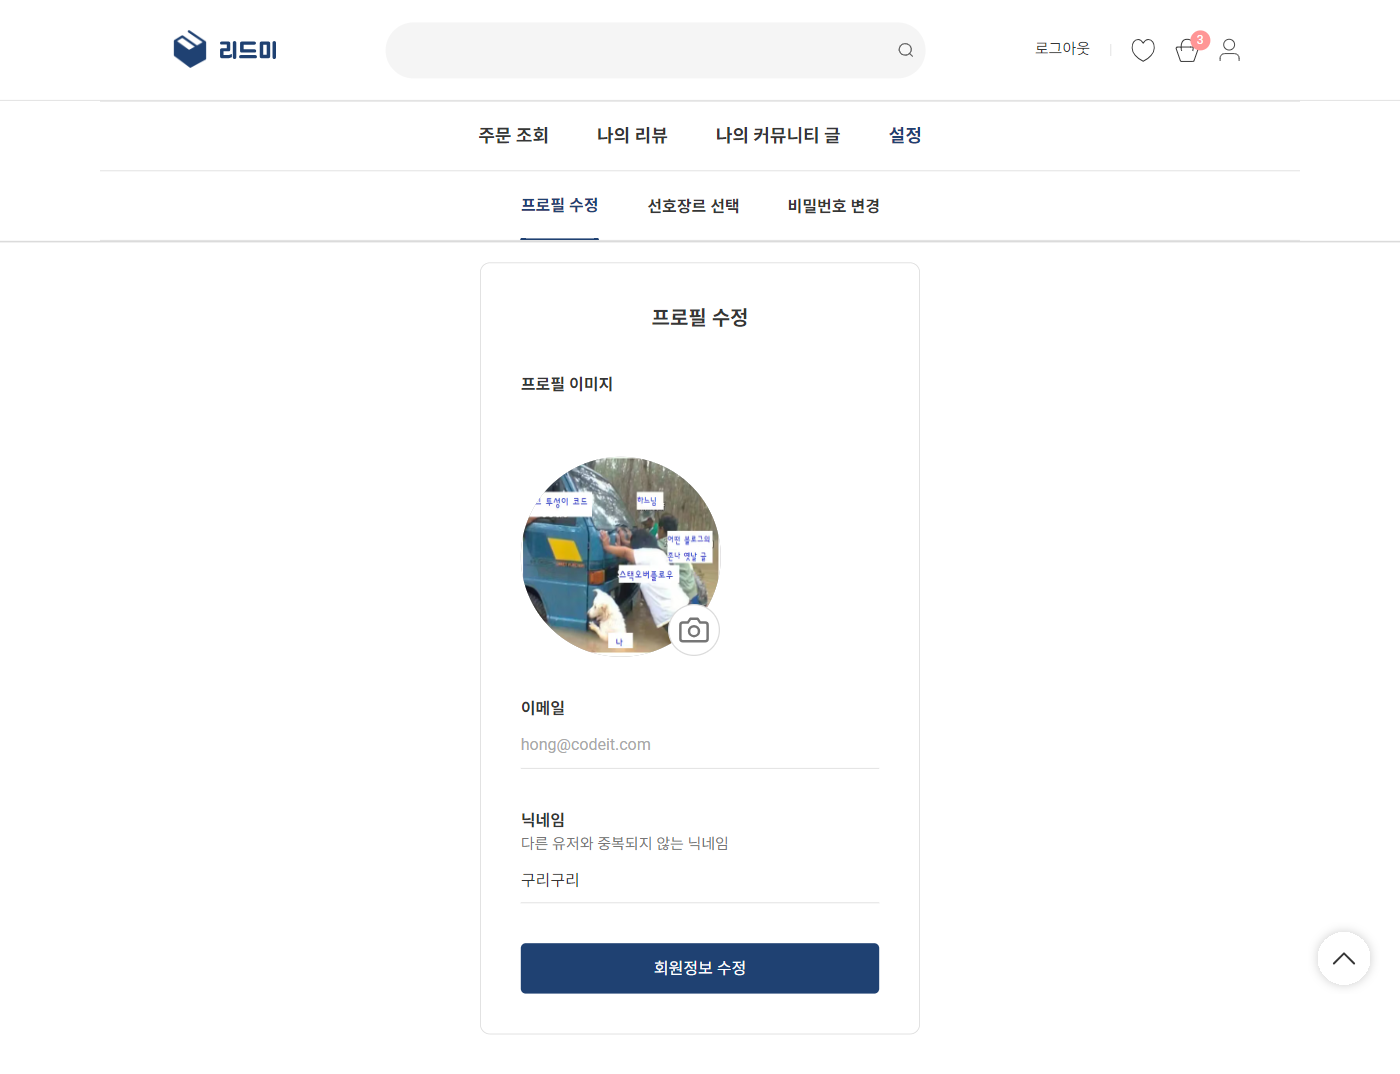 리드미
로그아웃
3
주문 조회 나의 리뷰 나의 커뮤니티 글 설정
프로필 수정 선호장르 선택 비밀번호 변경
프로필 수정
프로필 이미지
투성이 코드
하느님
어떤 블로그의
존나 옛날 글
스택오버플로우
나
이메일
hong@codeit.com
닉네임
다른 유저와 중복되지 않는 닉네임
구리구리
회원정보 수정